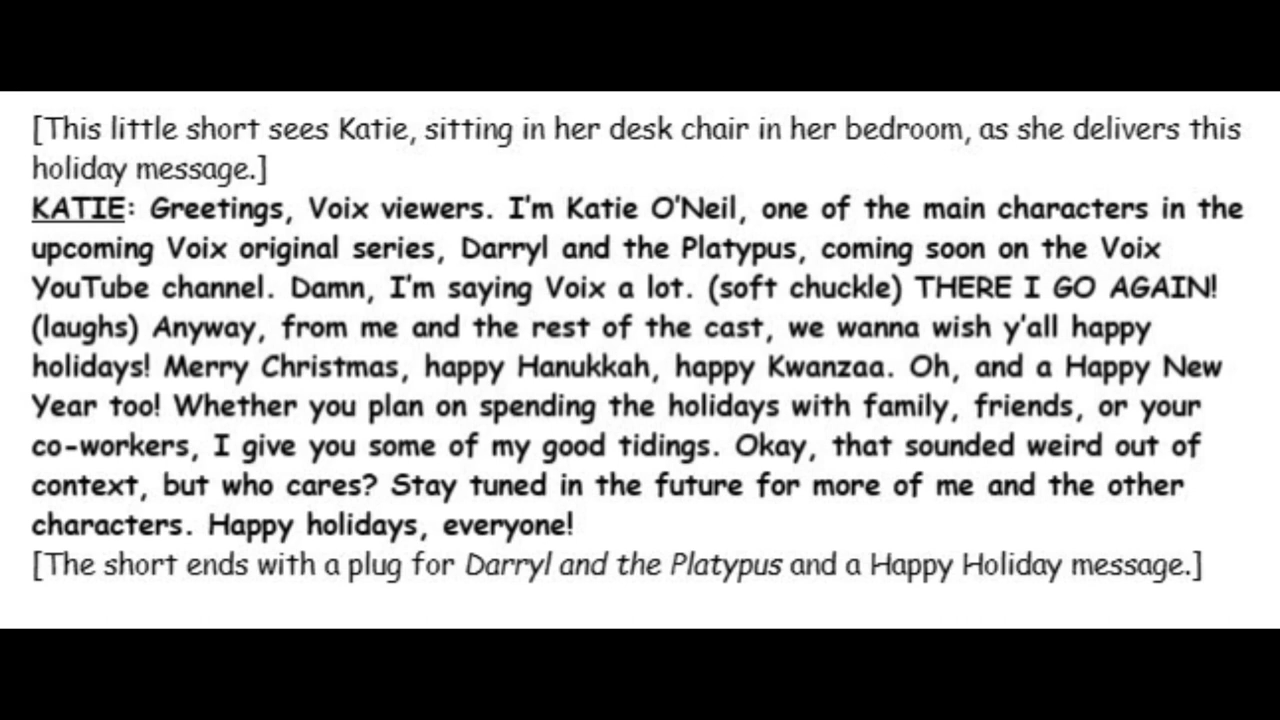 [This little short sees Katie, sitting in her desk chair in her bedroom, as she delivers this
holiday message.]
KATIE: Greetings, Voix viewers. I'm Katie O'Neil, one of the main characters in the
upcoming Voix original series, Darryl and the Platypus, coming soon on the Voix
YouTube channel. Damn, I'm saying Voix a lot. (soft chuckle) THERE I GO AGAIN!
(laughs) Anyway, from me and the rest of the cast, we wanna wish y'all happy
holidays! Merry Christmas, happy Hanukkah, happy Kwanzaa. Oh, and a Happy New
Year too! Whether you plan on spending the holidays with family, friends, or your
co-workers, I give you some of my good tidings. Okay, that sounded weird out of
context, but who cares? Stay tuned in the future for more of me and the other
characters. Happy holidays, everyone!
[The short ends with a plug for Darryl and the Platypus and a Happy Holiday message.]